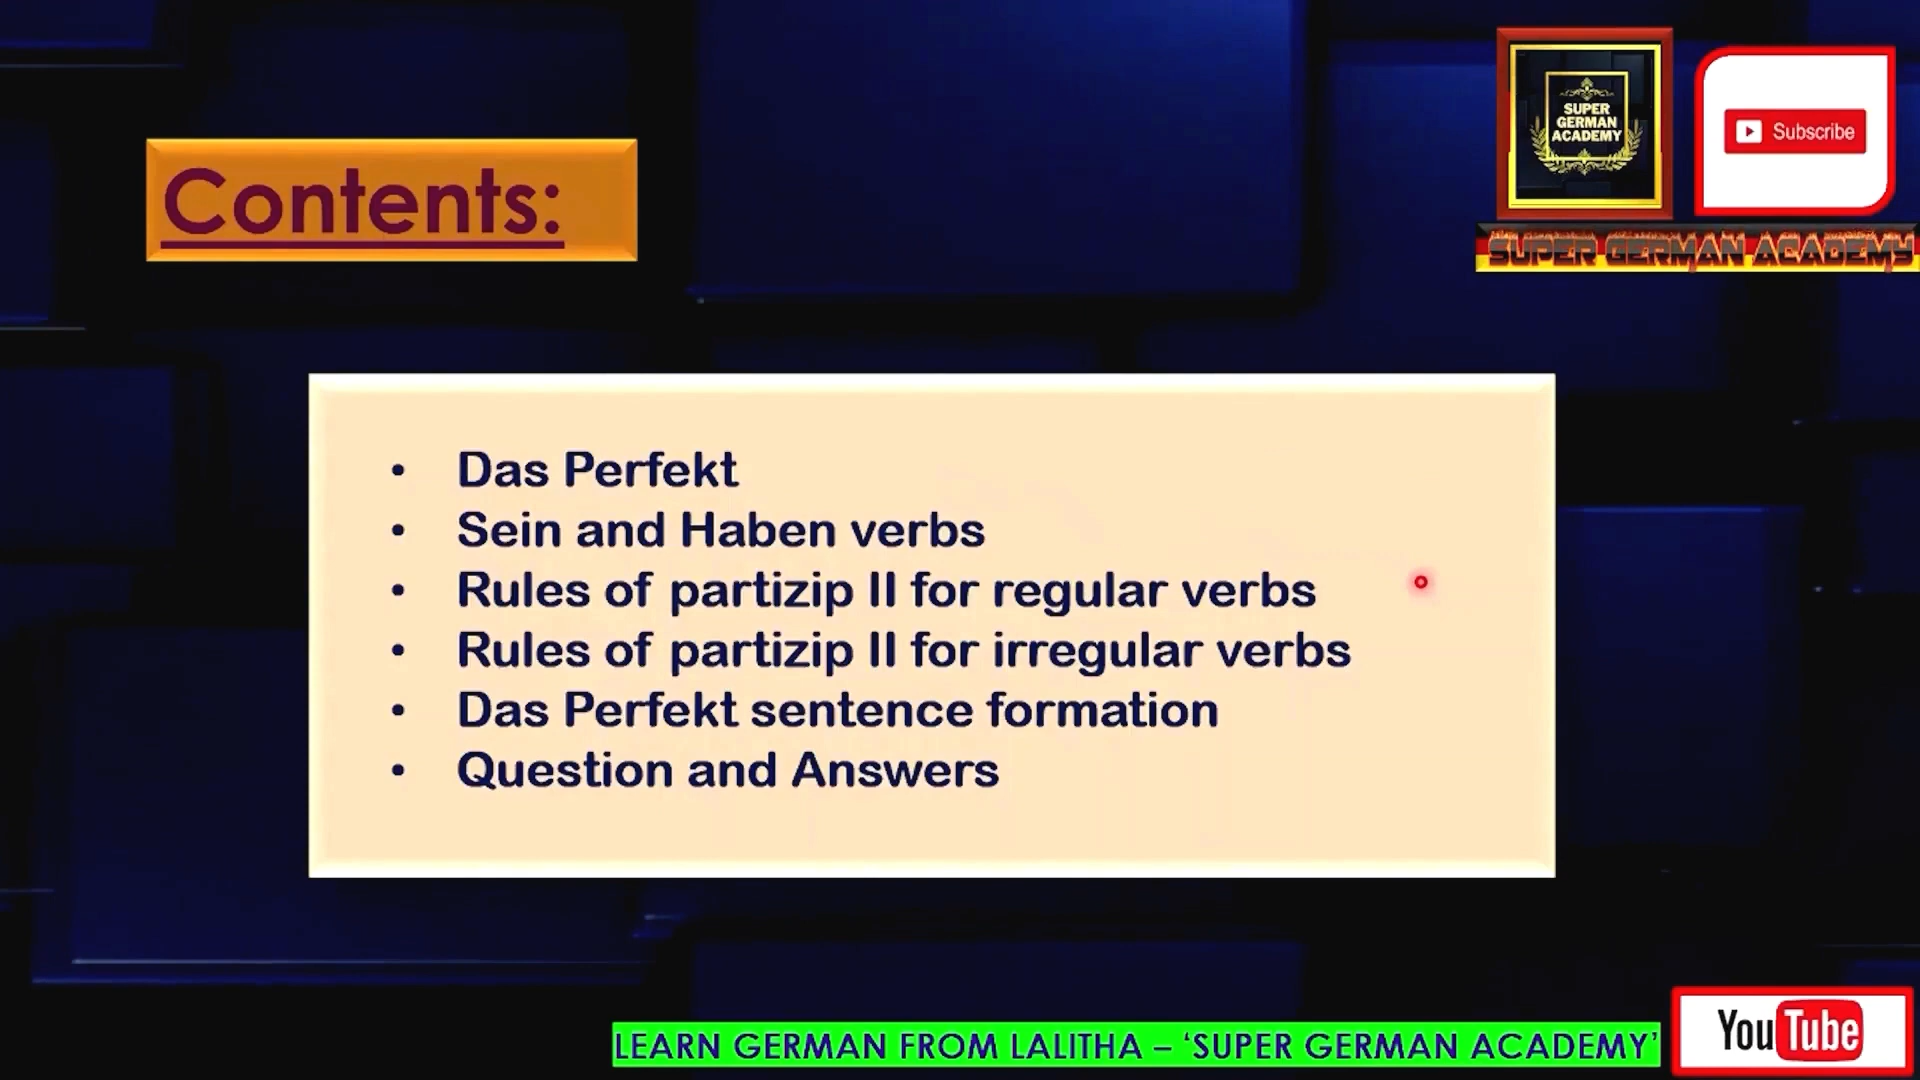 SUPER
GERMAN
ACADEMY
Subscribe
SUPER GERMAN ACADEMY
Contents:
• Das Perfekt
• Sein and Haben verbs
• Rules of partizip II for regular verbs
• Rules of partizip II for irregular verbs
• Das Perfekt sentence formation
• Question and Answers
LEARN GERMAN FROM LALITHA – ‘SUPER GERMAN ACADEMY’
YouTube